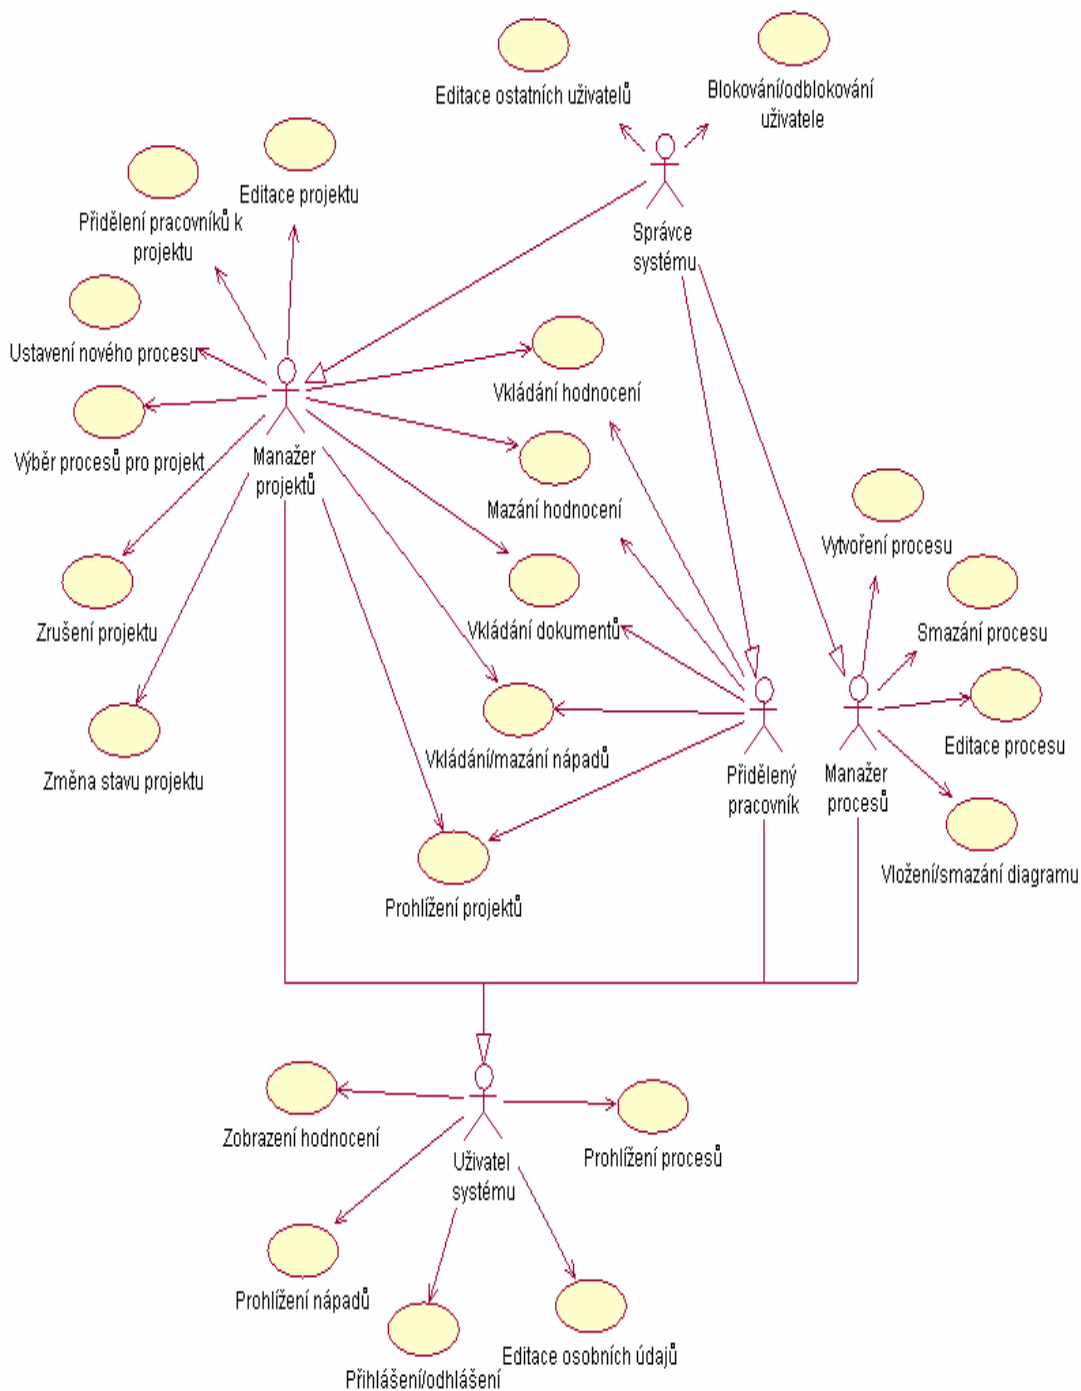 Editace ostatních uživatelů
Blokování/odblokování
uživatele
Editace projektu
Přidělení pracovníků k
projektu
Správce
systému
Ustavení nového procesu
Vkládání hodnocení
Výběr procesů pro projekt
Manažer
projektů
Mazání hodnocení
Vytvoření procesu
Zrušení projektu
Vkládání dokumentů
Smazání procesu
Změna stavu projektu
Vkládání/mazání nápadů
Přidělený
pracovník
Manažer
procesů
Editace procesu
Vložení/smazání diagramu
Prohlížení projektů
Zobrazení hodnocení
Uživatel
systému
Prohlížení procesů
Prohlížení nápadů
Přihlášení/odhlášení
Editace osobních údajů